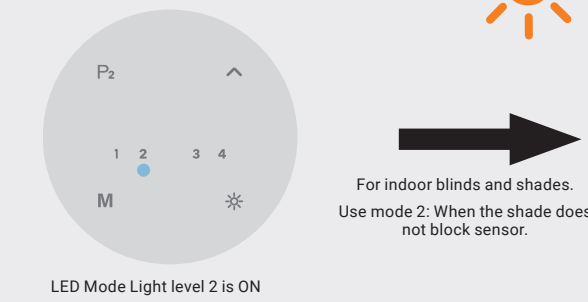 P2
1 2 3 4
M
LED Mode Light level 2 is ON
For indoor blinds and shades.
Use mode 2: When the shade does
not block sensor.